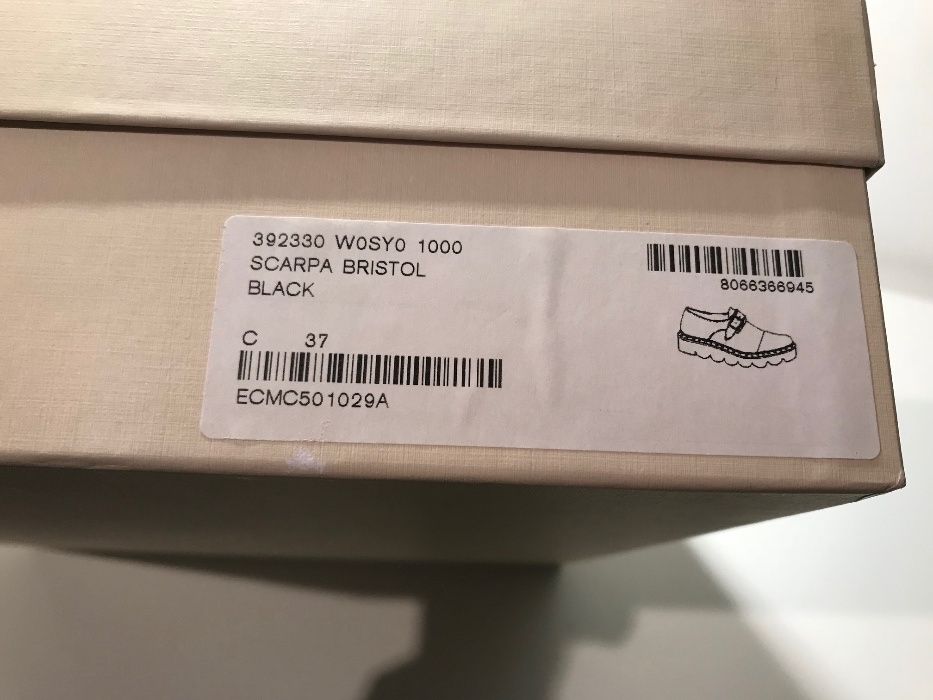 392330 W0SY0 1000
SCARPA BRISTOL
BLACK
C 37
ECMC501029A
8066366945